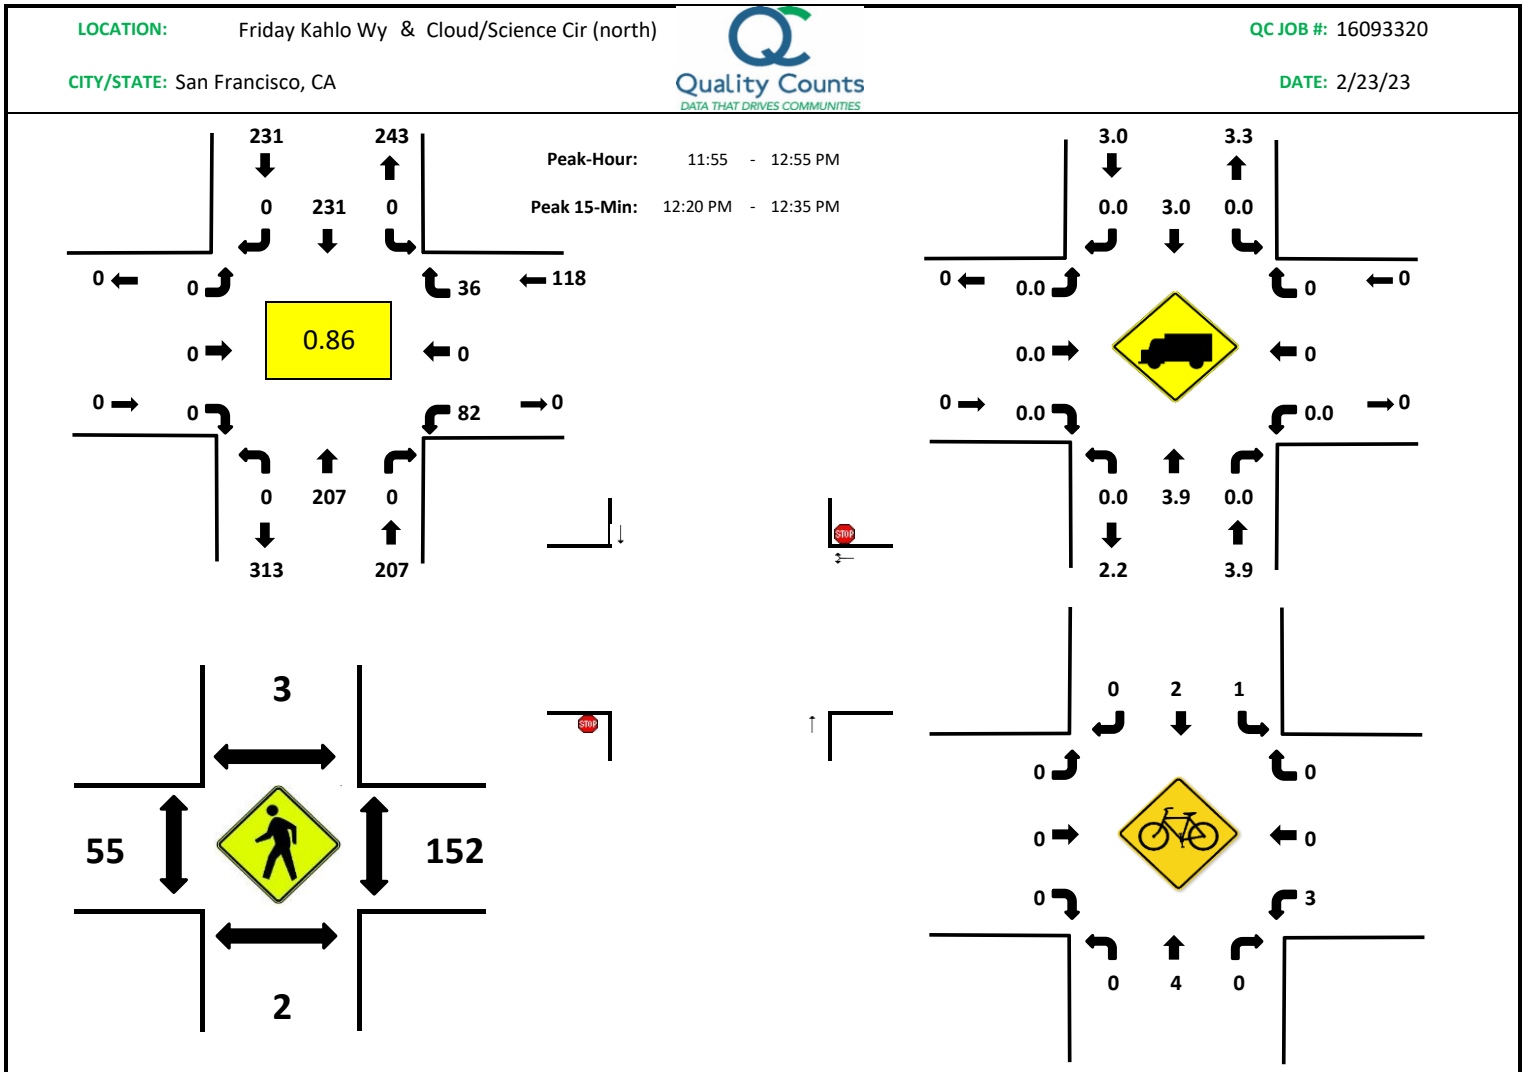 LOCATION: Friday Kahlo Wy & Cloud/Science Cir (north)
QC JOB #: 16093320
CITY/STATE: San Francisco, CA
DATE: 2/23/23
QC
Quality Counts
DATA THAT DRIVES COMMUNITIES
Peak-Hour: 11:55 - 12:55 PM
Peak 15-Min: 12:20 PM - 12:35 PM
231 243
0 231 0
0 0 36 118
0.86
0 0
0 0 82 0
0 207 0
313 207
3.0 3.3
0.0 3.0 0.0
0 0.0 0 0
0.0 0
0 0.0 0.0 0
0.0 3.9 0.0
2.2 3.9
STOP
STOP
3
55 152
2
0 2 1
0 0
0 0
0 3
0 4 0